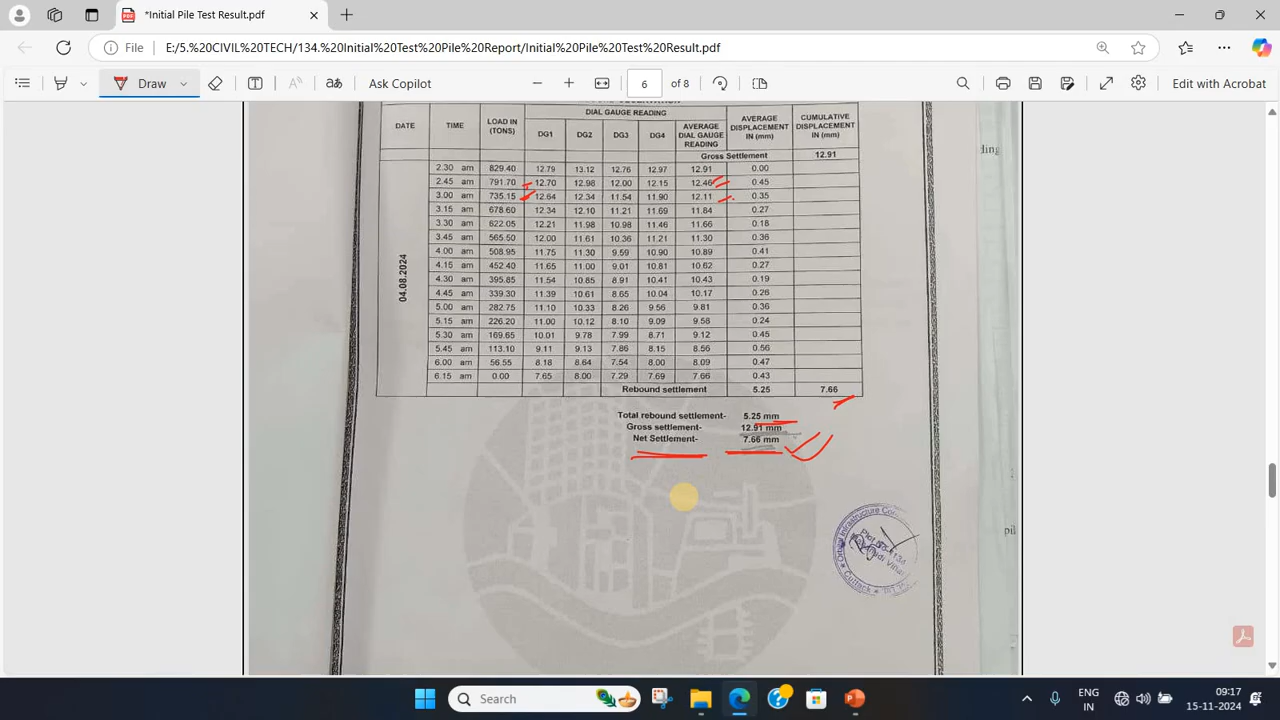 *Initial Pile Test Result.pdf
File E:/5.%20CIVIL%20TECH/134.%20Initial%20Test%20Pile%20Report/Initial%20Pile%20Test%20Result.pdf
Draw Ask Copilot 6 of 8 Edit with Acrobat
DIAL GAUGE READING
DATE TIME LOAD IN (TONS) DG1 DG2 DG3 DG4 AVERAGE DIAL GAUGE READING AVERAGE DISPLACEMENT IN (mm) CUMULATIVE DISPLACEMENT IN (mm)
Gross Settlement 12.91
04.08.2024
2.30 am 829.40 12.79 13.12 12.76 12.97 12.91 0.00
2.45 am 791.70 12.70 12.98 12.00 12.15 12.46 0.45
3.00 am 735.15 12.64 12.34 11.54 11.90 12.11 0.35
3.15 am 678.60 12.34 12.10 11.21 11.69 11.84 0.27
3.30 am 622.05 12.21 11.98 10.98 11.46 11.66 0.18
3.45 am 565.50 12.00 11.61 10.36 11.21 11.30 0.36
4.00 am 508.95 11.75 11.30 9.59 10.90 10.89 0.41
4.15 am 452.40 11.65 11.00 9.01 10.81 10.62 0.27
4.30 am 395.85 11.54 10.85 8.91 10.41 10.43 0.19
4.45 am 339.30 11.39 10.61 8.65 10.04 10.17 0.26
5.00 am 282.75 11.10 10.33 8.26 9.56 9.81 0.36
5.15 am 226.20 11.00 10.12 8.10 9.09 9.58 0.24
5.30 am 169.65 10.01 9.78 7.99 8.71 9.12 0.45
5.45 am 113.10 9.11 9.13 7.86 8.15 8.56 0.56
6.00 am 56.55 8.18 8.64 7.54 8.00 8.09 0.47
6.15 am 0.00 7.65 8.00 7.29 7.69 7.66 0.43
Rebound settlement 5.25 7.66
Total rebound settlement- 5.25 mm
Gross settlement- 12.91 mm
Net Settlement- 7.66 mm
Cuttack
Search
ENG
IN
09:17
15-11-2024